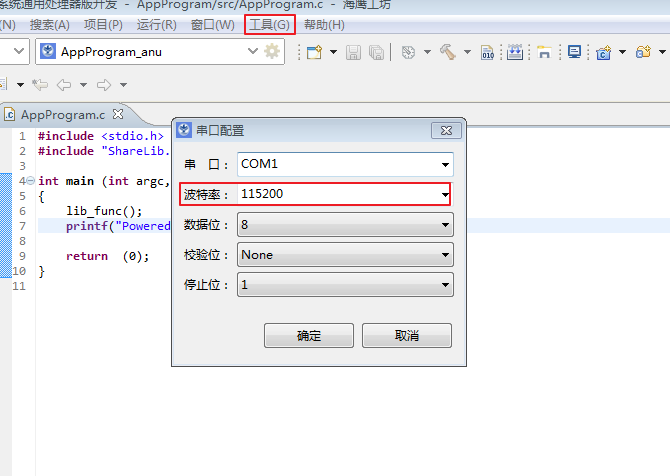 系统通用处理器版开发 - AppProgram/src/AppProgram.c - 海鹰工坊
(N) 搜索(A) 项目(P) 运行(R) 窗口(W) 工具(G) 帮助(H)
AppProgram_anu
010
AppProgram.c
1 #include <stdio.h>
2 #include "ShareLib.
3
4 int main (int argc,
5 {
6 lib_func();
7 printf("Powered
8
9 return (0);
10 }
11
串口配置
串 口： COM1
波特率： 115200
数据位： 8
校验位： None
停止位： 1
确定 取消